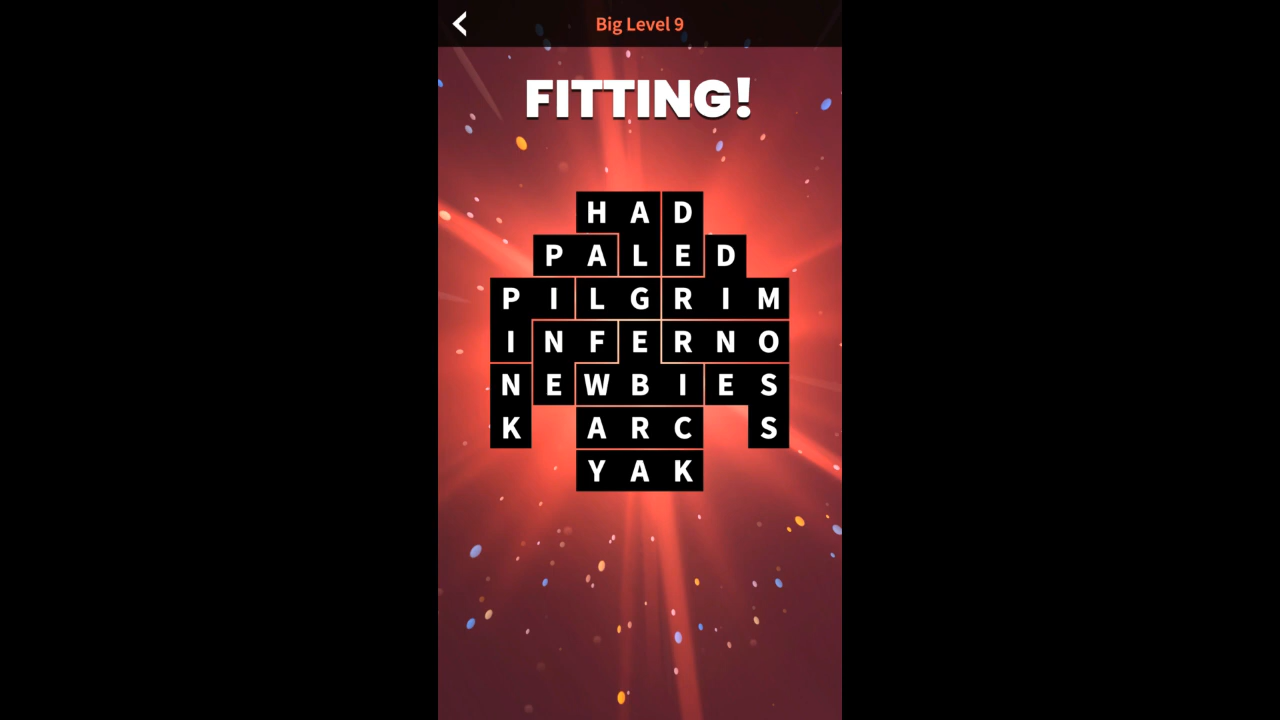 Big Level 9
FITTING!
H A D
P A L E D
P I L G R I M
I N F E R N O
N E W B I E S
K A R C S
Y A K